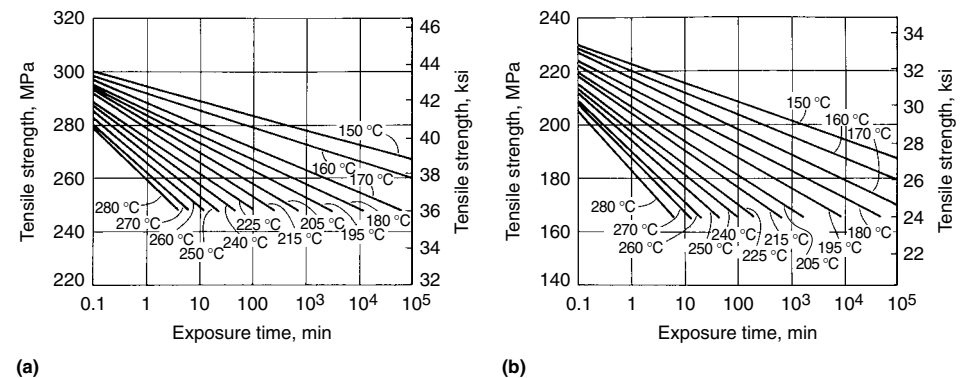 320
300
280
260
240
220
Tensile strength, MPa
46
44
42
40
38
36
34
32
Tensile strength, ksi
150 °C
160 °C
170 °C
180 °C
195 °C
205 °C
215 °C
225 °C
240 °C
250 °C
260 °C
270 °C
280 °C
0.1 1 10 100 10³ 10⁴ 10⁵
Exposure time, min
(a)
240
220
200
180
160
140
Tensile strength, MPa
34
32
30
28
26
24
22
Tensile strength, ksi
150 °C
160 °C
170 °C
180 °C
195 °C
205 °C
215 °C
225 °C
240 °C
250 °C
260 °C
270 °C
280 °C
0.1 1 10 100 10³ 10⁴ 10⁵
Exposure time, min
(b)